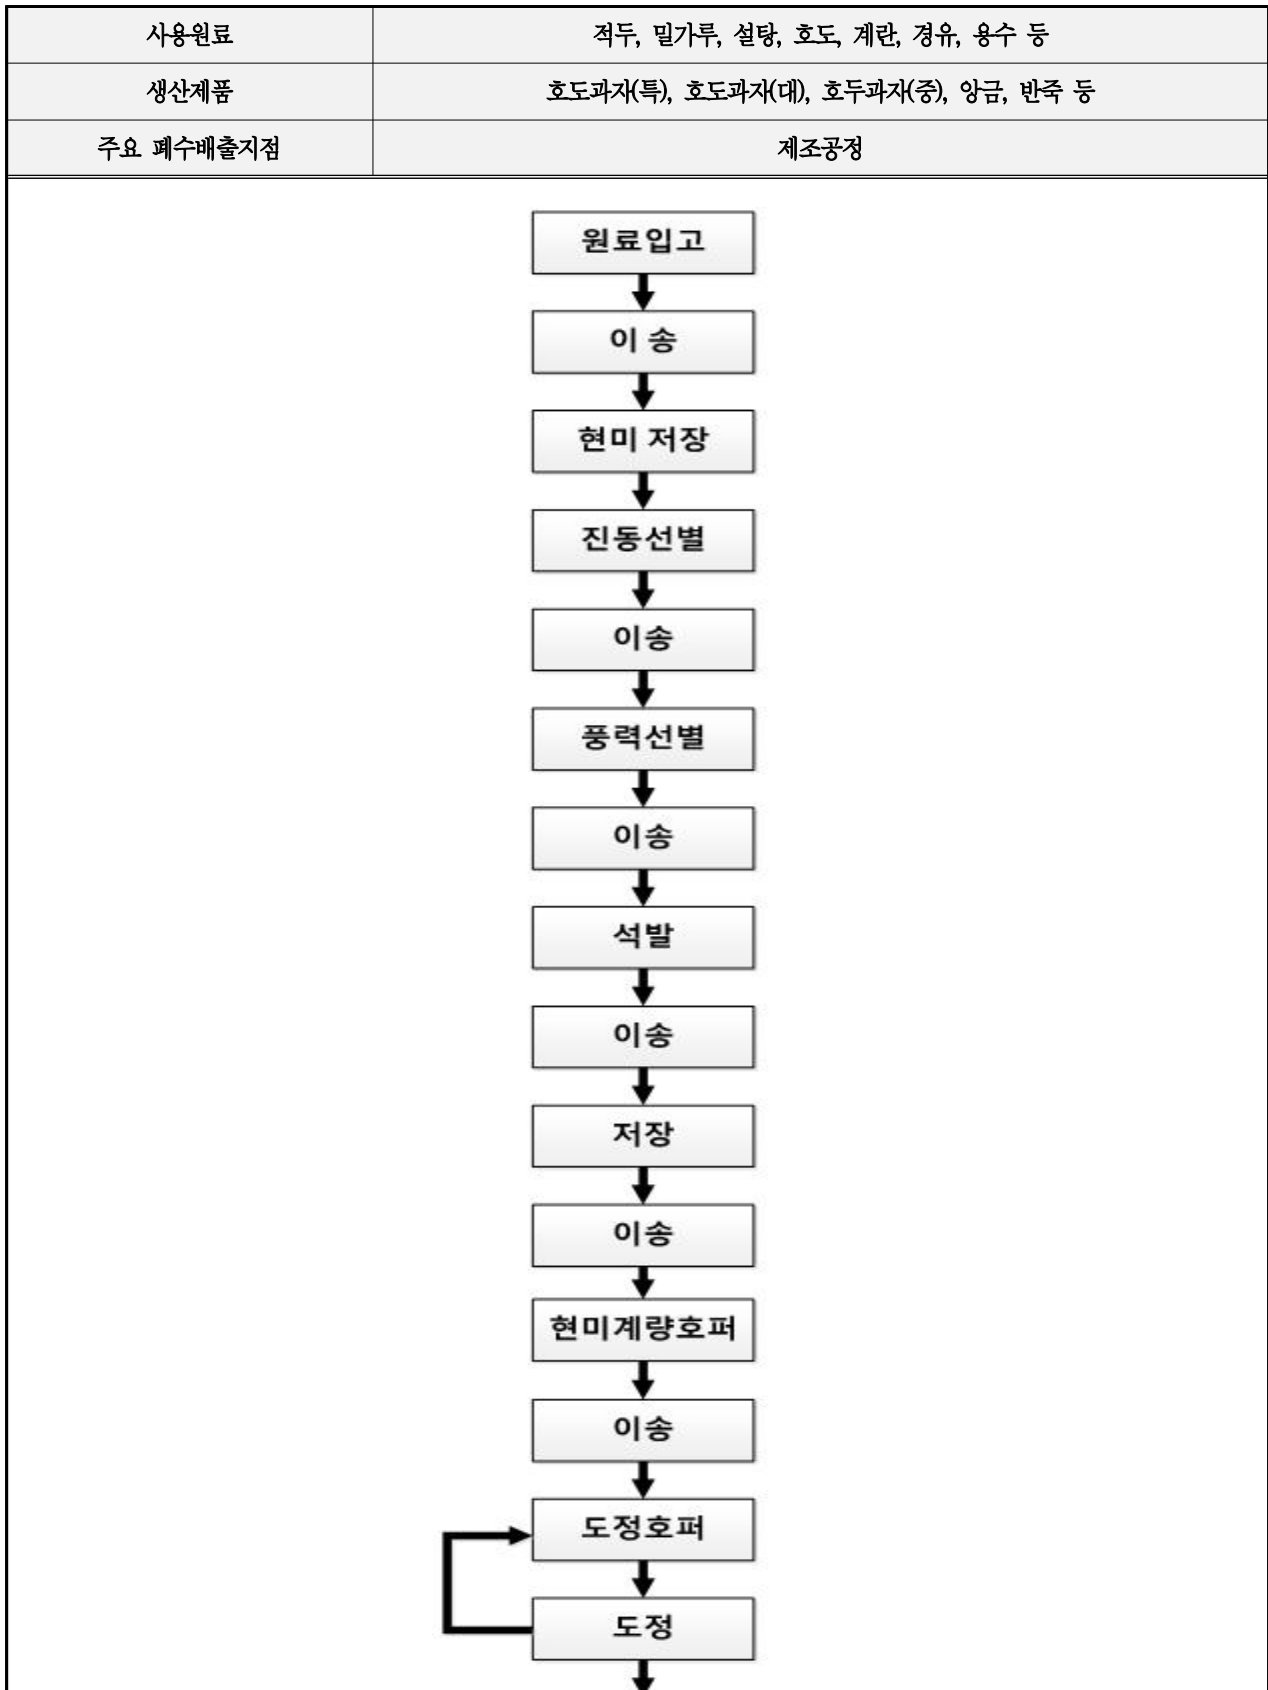 사용원료 적두, 밀가루, 설탕, 호도, 계란, 경유, 용수 등
생산제품 호도과자(특), 호도과자(대), 호두과자(중), 앙금, 반죽 등
주요 폐수배출지점 제조공정
원료입고
이 송
현미 저장
진동선별
이송
풍력선별
이송
석발
이송
저장
이송
현미계량호퍼
이송
도정호퍼
도정